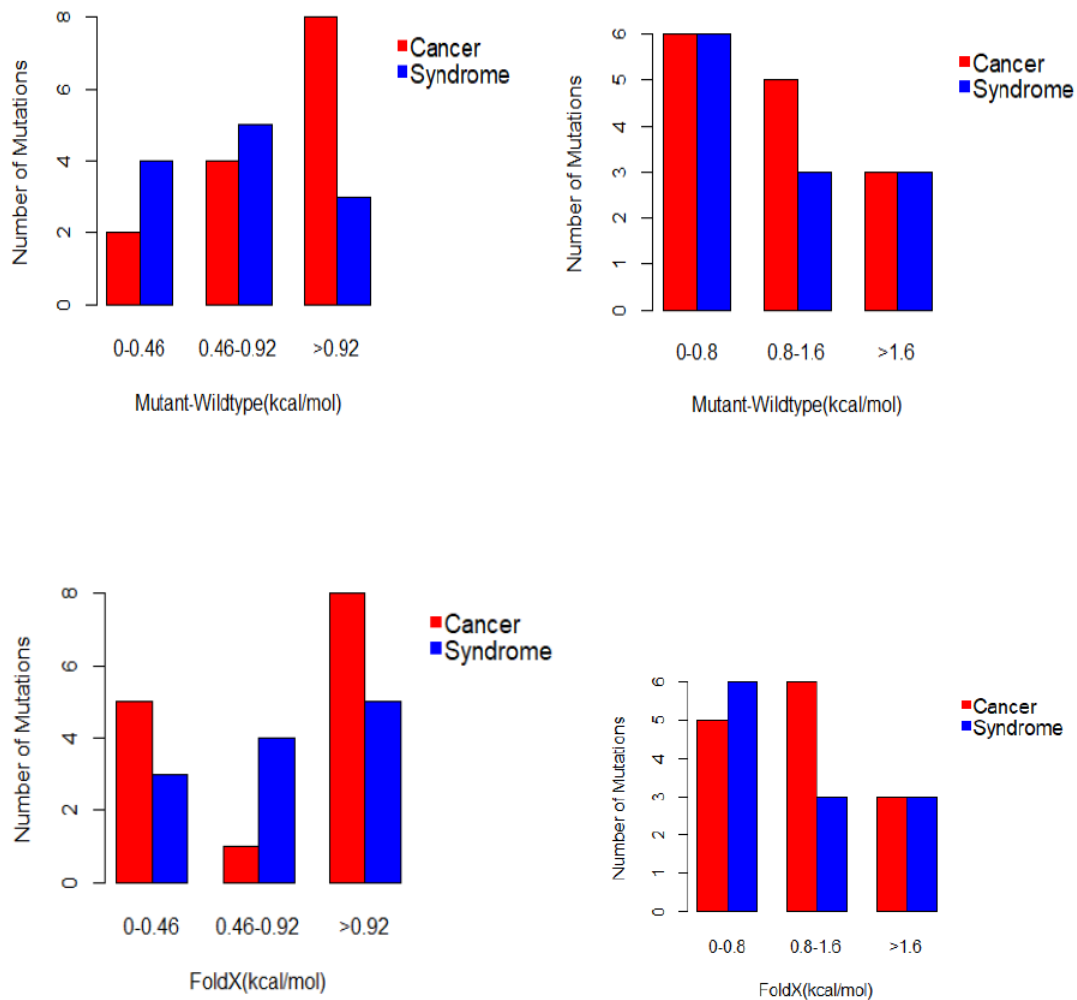 Number of Mutations
8
6
4
2
0
Cancer
Syndrome
0-0.46 0.46-0.92 >0.92
Mutant-Wildtype(kcal/mol)
Number of Mutations
6
5
4
3
2
1
0
Cancer
Syndrome
0-0.8 0.8-1.6 >1.6
Mutant-Wildtype(kcal/mol)
Number of Mutations
8
6
4
2
0
Cancer
Syndrome
0-0.46 0.46-0.92 >0.92
FoldX(kcal/mol)
Number of Mutations
6
5
4
3
2
1
0
Cancer
Syndrome
0-0.8 0.8-1.6 >1.6
FoldX(kcal/mol)